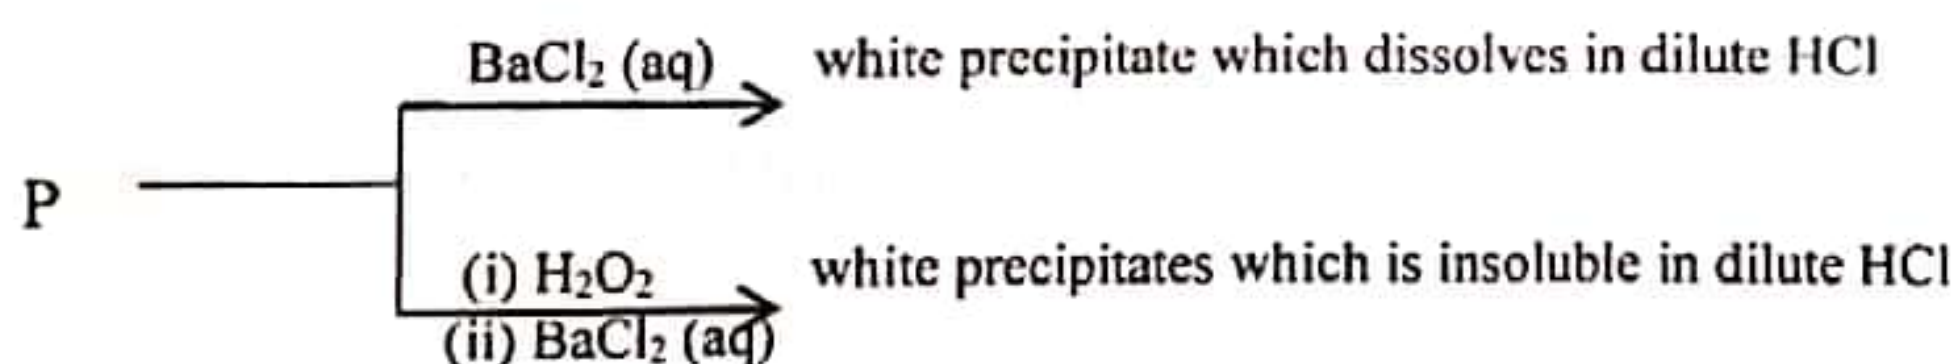 BaCl₂ (aq)
white precipitate which dissolves in dilute HCl
P
(i) H₂O₂
white precipitates which is insoluble in dilute HCl
(ii) BaCl₂ (aq)